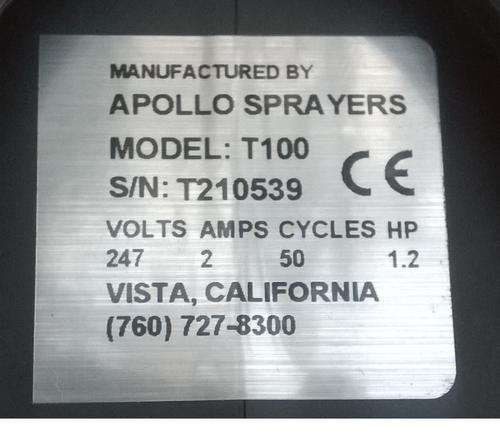 MANUFACTURED BY
APOLLO SPRAYERS
MODEL: T100
S/N: T210539
CE
VOLTS AMPS CYCLES HP
247 2 50 1.2
VISTA, CALIFORNIA
(760) 727-8300